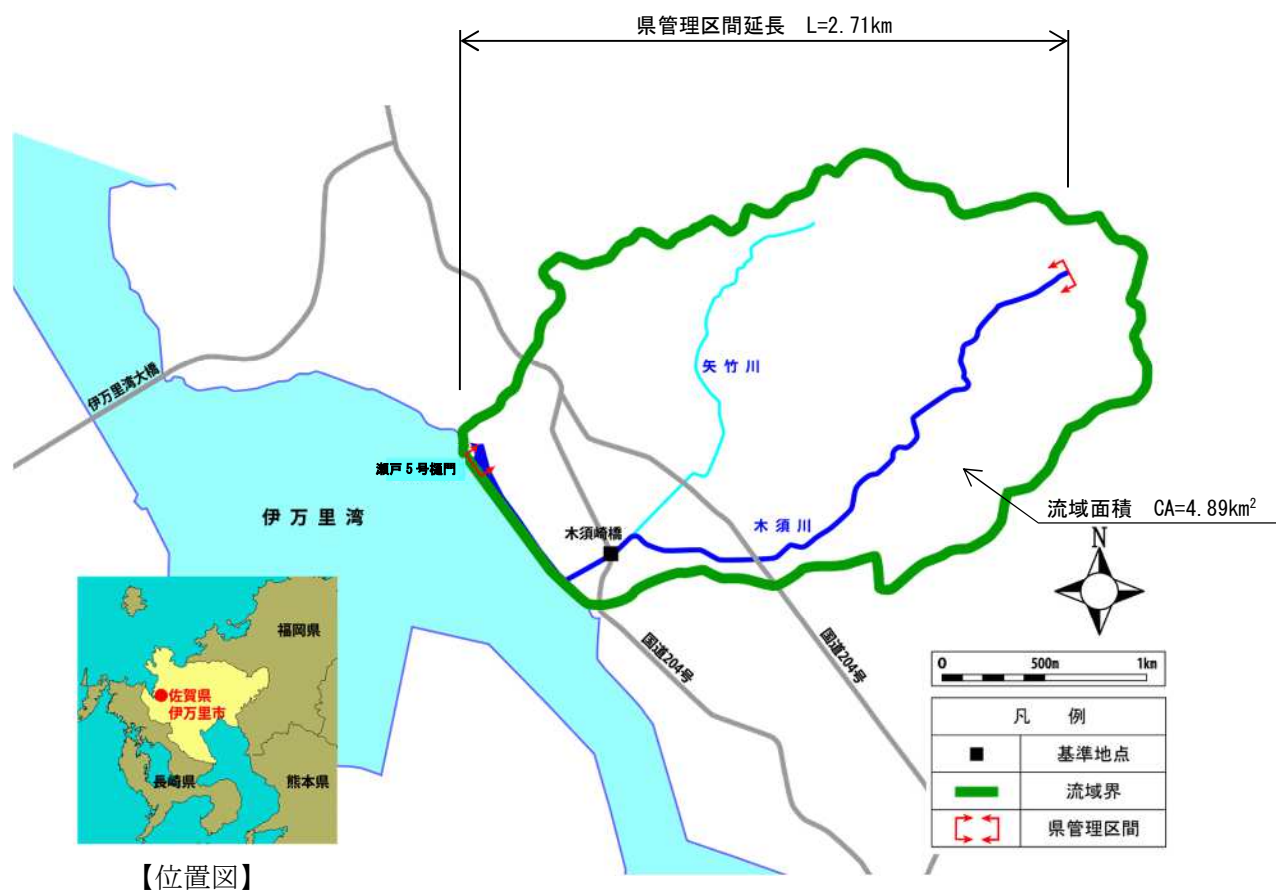 県管理区間延長 L=2.71km
伊万里湾大橋
矢竹川
瀬戸5号樋門
伊万里湾
木須崎橋
木須川
流域面積 CA=4.89km²
N
国道204号
国道204号
0 500m 1km
凡 例
基準地点
流域界
県管理区間
福岡県
佐賀県
伊万里市
長崎県
熊本県
【位置図】